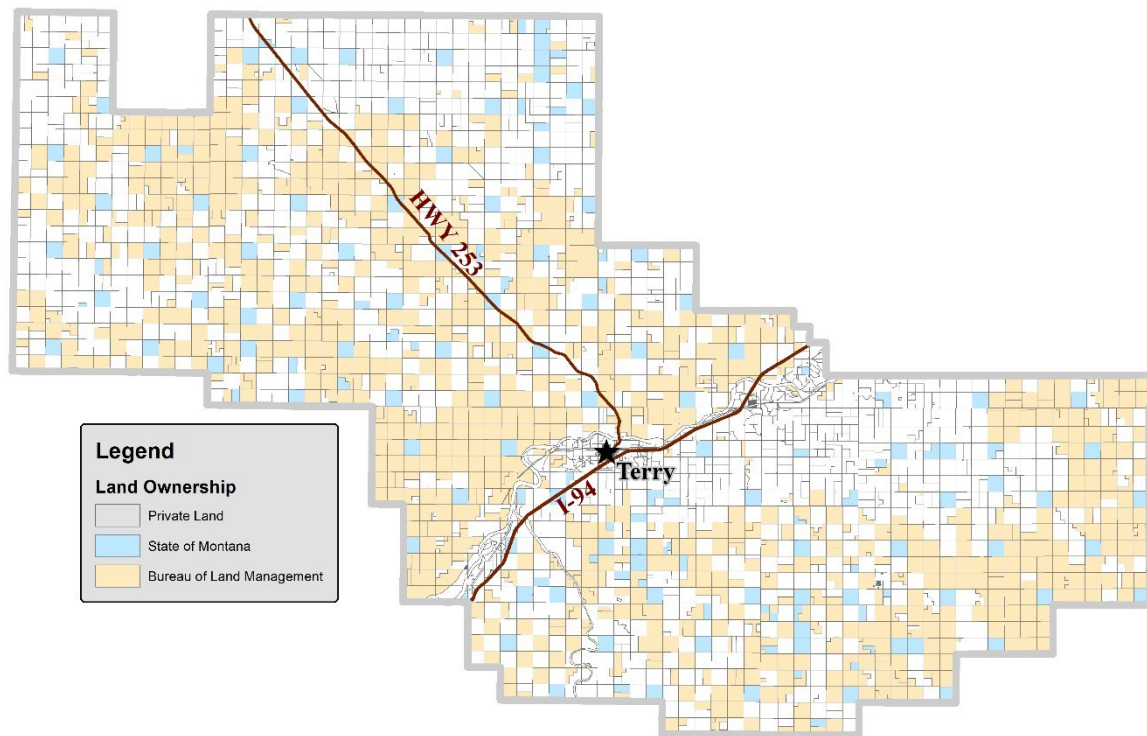 HWY 253
Terry
I-94
Legend
Land Ownership
Private Land
State of Montana
Bureau of Land Management